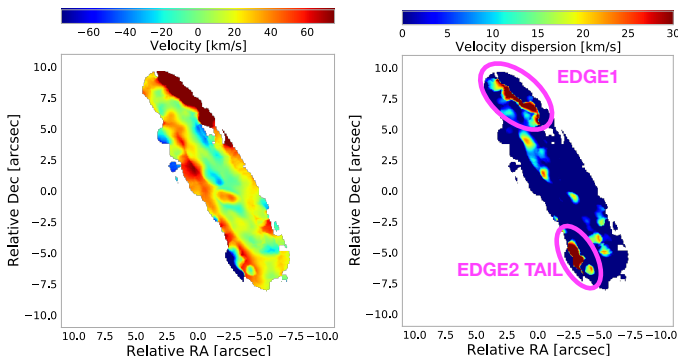 −60 −40 −20 0 20 40 60
Velocity [km/s]
10.0
7.5
5.0
2.5
0.0
−2.5
−5.0
−7.5
−10.0
Relative Dec [arcsec]
10.0 7.5 5.0 2.5 0.0 −2.5 −5.0 −7.5 −10.0
Relative RA [arcsec]
0 5 10 15 20 25 30
Velocity dispersion [km/s]
EDGE1
EDGE2 TAIL
10.0
7.5
5.0
2.5
0.0
−2.5
−5.0
−7.5
−10.0
Relative Dec [arcsec]
10.0 7.5 5.0 2.5 0.0 −2.5 −5.0 −7.5 −10.0
Relative RA [arcsec]